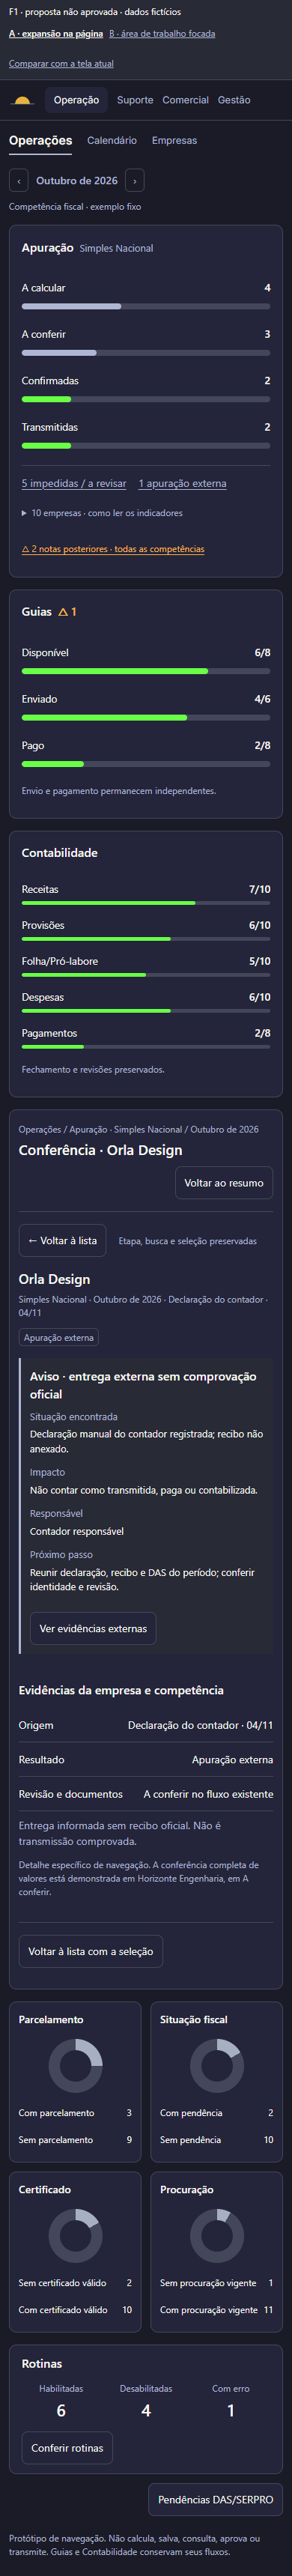 F1 · proposta não aprovada · dados fictícios
A · expansão na página B · área de trabalho focada
Comparar com a tela atual
Operação Suporte Comercial Gestão
Operações Calendário Empresas
‹ Outubro de 2026 ›
Competência fiscal · exemplo fixo
Apuração Simples Nacional
A calcular 4
A conferir 3
Confirmadas 2
Transmitidas 2
5 impedidas / a revisar 1 apuração externa
▶ 10 empresas · como ler os indicadores
△ 2 notas posteriores · todas as competências
Guias △ 1
Disponível 6/8
Enviado 4/6
Pago 2/8
Envio e pagamento permanecem independentes.
Contabilidade
Receitas 7/10
Provisões 6/10
Folha/Pró-labore 5/10
Despesas 6/10
Pagamentos 2/8
Fechamento e revisões preservados.
Operações / Apuração · Simples Nacional / Outubro de 2026
Conferência · Orla Design
Voltar ao resumo
← Voltar à lista Etapa, busca e seleção preservadas
Orla Design
Simples Nacional · Outubro de 2026 · Declaração do contador ·
04/11
Apuração externa
Aviso · entrega externa sem comprovação
oficial
Situação encontrada
Declaração manual do contador registrada; recibo não
anexado.
Impacto
Não contar como transmitida, paga ou contabilizada.
Responsável
Contador responsável
Próximo passo
Reunir declaração, recibo e DAS do período; conferir
identidade e revisão.
Ver evidências externas
Evidências da empresa e competência
Origem Declaração do contador · 04/11
Resultado Apuração externa
Revisão e documentos A conferir no fluxo existente
Entrega informada sem recibo oficial. Não é
transmissão comprovada.
Detalhe específico de navegação. A conferência completa de
valores está demonstrada em Horizonte Engenharia, em A
conferir.
Voltar à lista com a seleção
Parcelamento
Com parcelamento 3
Sem parcelamento 9
Situação fiscal
Com pendência 2
Sem pendência 10
Certificado
Sem certificado válido 2
Com certificado válido 10
Procuração
Sem procuração vigente 1
Com procuração vigente 11
Rotinas
Habilitadas Desabilitadas Com erro
6 4 1
Conferir rotinas
Pendências DAS/SERPRO
Protótipo de navegação. Não calcula, salva, consulta, aprova ou
transmite. Guias e Contabilidade conservam seus fluxos.